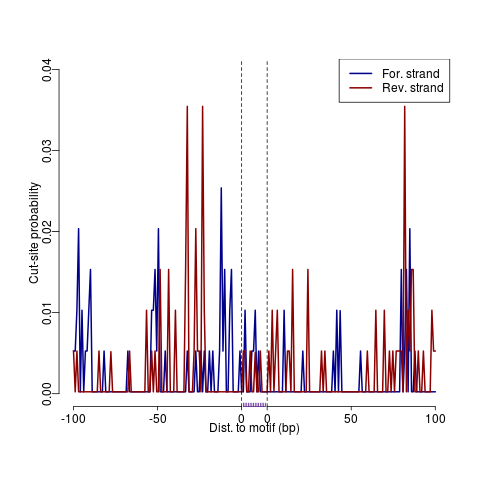 For. strand
Rev. strand
Cut-site probability
0.04
0.03
0.02
0.01
0.00
-100 -50 0 0 50 100
Dist. to motif (bp)